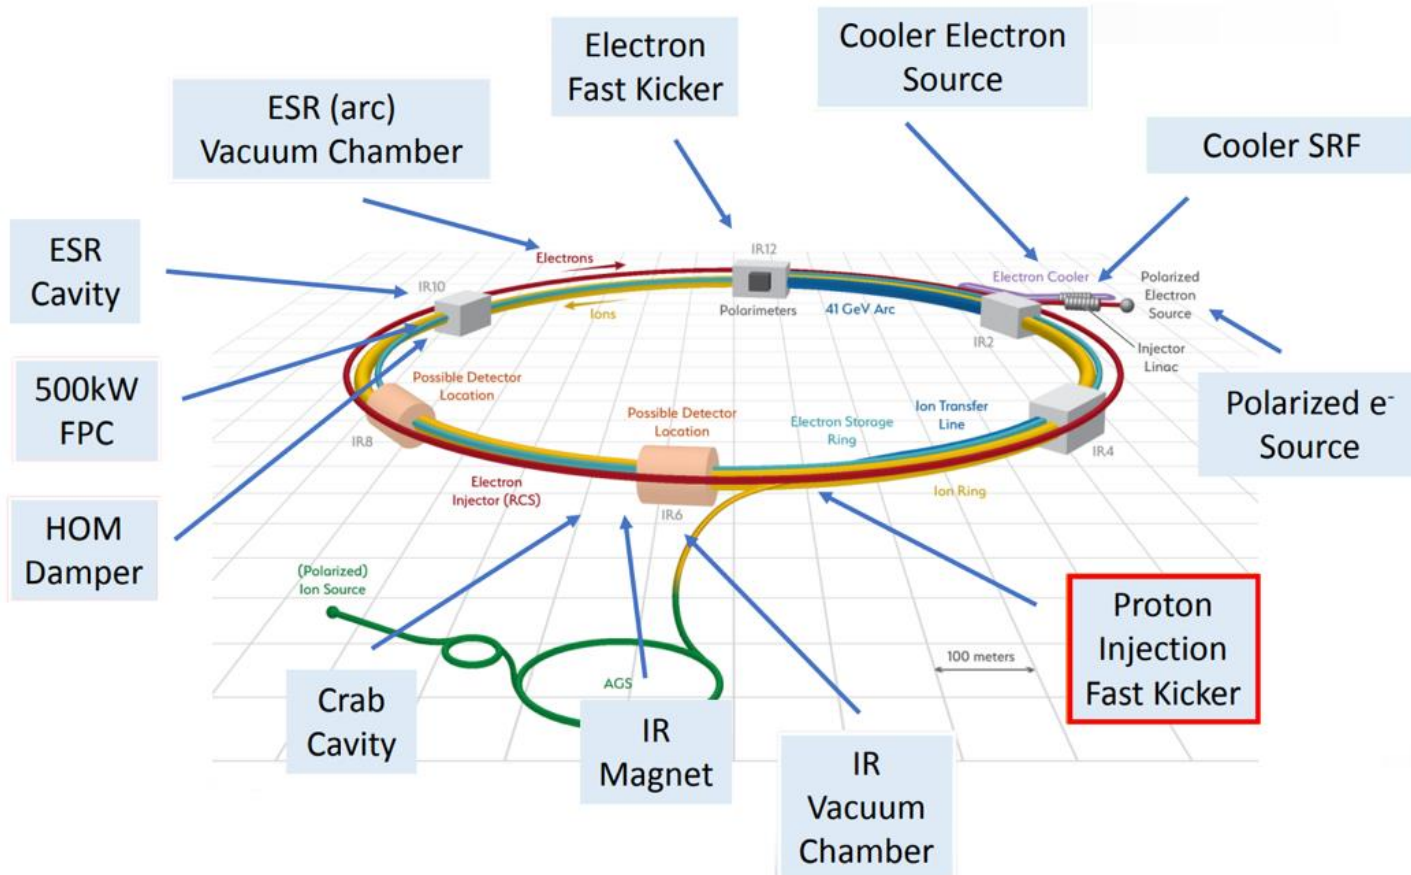 Electron
Fast Kicker
Cooler Electron
Source
ESR (arc)
Vacuum Chamber
Cooler SRF
ESR
Cavity
IR12
Electrons
Electron Cooler
Polarized
Electron
Source
IR10
Ions
Polarimeters
41 GeV Arc
IR2
Injector
Linac
500kW
FPC
Possible Detector
Location
Possible Detector
Location
Electron Storage
Ring
Ion Transfer
Line
Polarized e-
Source
IR8
IR4
Electron
Injector (RCS)
IR6
Ion Ring
HOM
Damper
(Polarized)
Ion Source
Proton
Injection
Fast Kicker
100 meters
AGS
Crab
Cavity
IR
Magnet
IR
Vacuum
Chamber